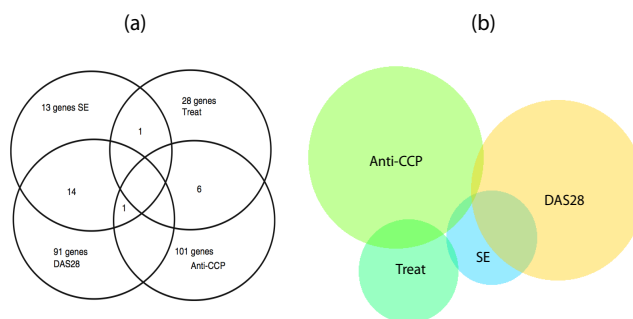 (a)
(b)
13 genes SE
28 genes
Treat
1
14
6
1
91 genes
DAS28
101 genes
Anti-CCP
Anti-CCP
DAS28
Treat
SE